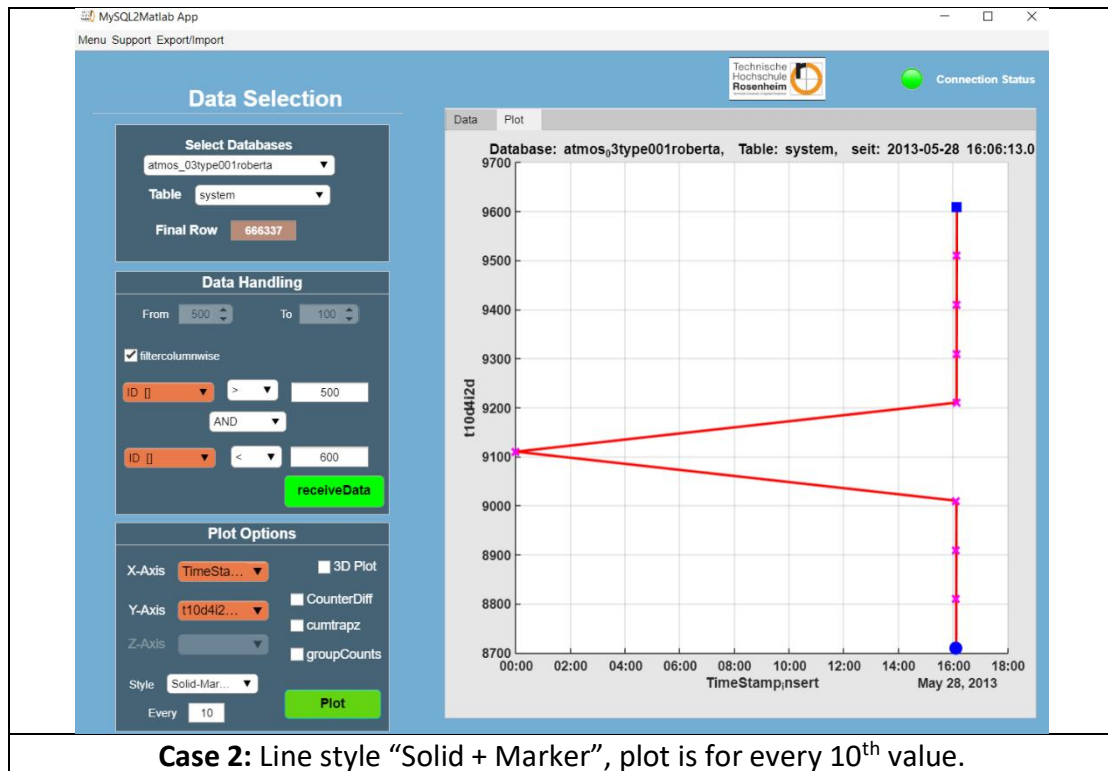 MySQL2Matlab App
Menu Support Export/Import
Technische
Hochschule
Rosenheim
Connection Status
Data Selection
Select Databases
atmos_03type001roberta
Table system
Final Row 666337
Data Handling
From 500 To 100
filtercolumnwise
ID [] > 500
AND
ID [] < 600
receiveData
Plot Options
X-Axis TimeSta...
3D Plot
Y-Axis t10d4i2...
CounterDiff
cumtrapz
Z-Axis
groupCounts
Style Solid-Mar...
Every 10
Plot
Data Plot
Database: atmos₀3type001roberta, Table: system, seit: 2013-05-28 16:06:13.0
9700
9600
9500
9400
9300
9200
9100
9000
8900
8800
8700
t10d4i2d
00:00 02:00 04:00 06:00 08:00 10:00 12:00 14:00 16:00 18:00
TimeStampᵢnsert
May 28, 2013
Case 2: Line style “Solid + Marker”, plot is for every 10th value.